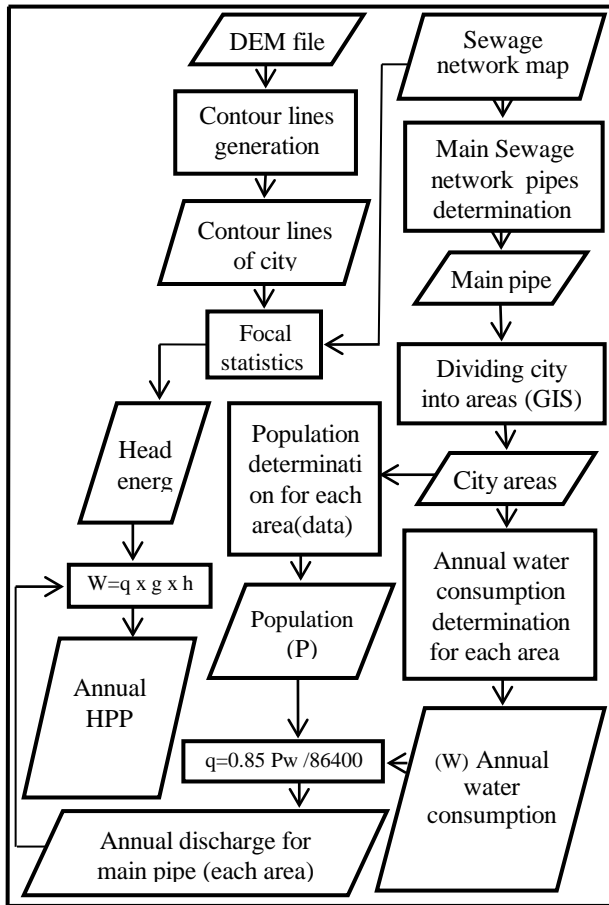 DEM file
Sewage
network map
Contour lines
generation
Main Sewage
network pipes
determination
Contour lines
of city
Main pipe
Focal
statistics
Dividing city
into areas (GIS)
Head
energ
Population
determinati
on for each
area(data)
City areas
W=q x g x h
Annual water
consumption
determination
for each area
Population
(P)
Annual
HPP
q=0.85 Pw /86400
(W) Annual
water
consumption
Annual discharge for
main pipe (each area)